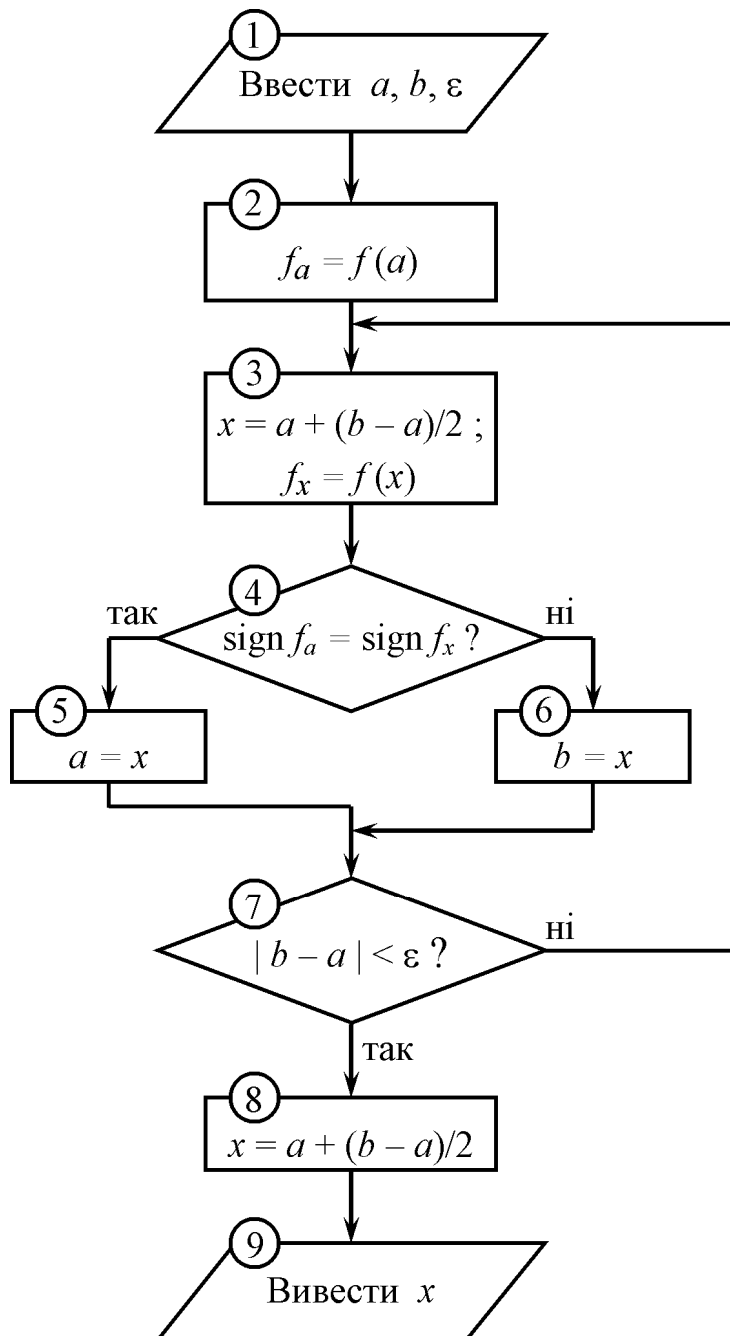 1
Ввести a, b, ε
2
fₐ = f (a)
3
x = a + (b – a)/2 ;
fₓ = f (x)
4
так
ні
sign fₐ = sign fₓ ?
5
a = x
6
b = x
7
ні
| b – a | < ε ?
так
8
x = a + (b – a)/2
9
Вивести x